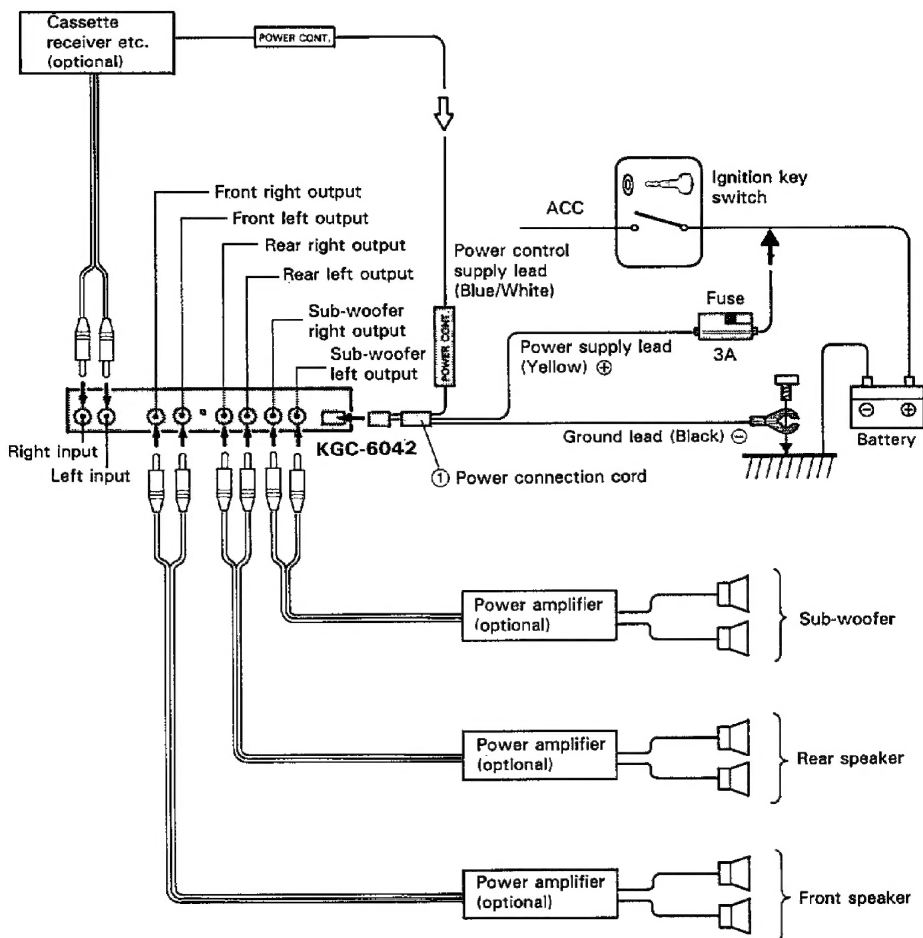 Cassette
receiver etc.
(optional)
POWER CONT.
Ignition key
switch
ACC
Front right output
Front left output
Rear right output
Rear left output
Sub-woofer
right output
Sub-woofer
left output
Power control
supply lead
(Blue/White)
POWER CONT.
Fuse
3A
Power supply lead
(Yellow) ⊕
Ground lead (Black) ⊖
⊖ ⊕
Battery
Right input
Left input
KGC-6042
① Power connection cord
Power amplifier
(optional)
Sub-woofer
Power amplifier
(optional)
Rear speaker
Power amplifier
(optional)
Front speaker